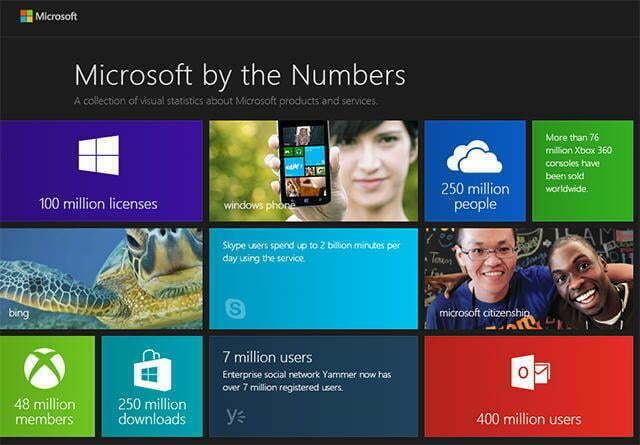 Microsoft
Microsoft by the Numbers
A collection of visual statistics about Microsoft products and services.
100 million licenses
windows phone
250 million
people
More than 76
million Xbox 360
consoles have
been sold
worldwide.
bing
Skype users spend up to 2 billion minutes per
day using the service.
microsoft citizenship
48 million
members
250 million
downloads
7 million users
Enterprise social network Yammer now has
over 7 million registered users.
400 million users